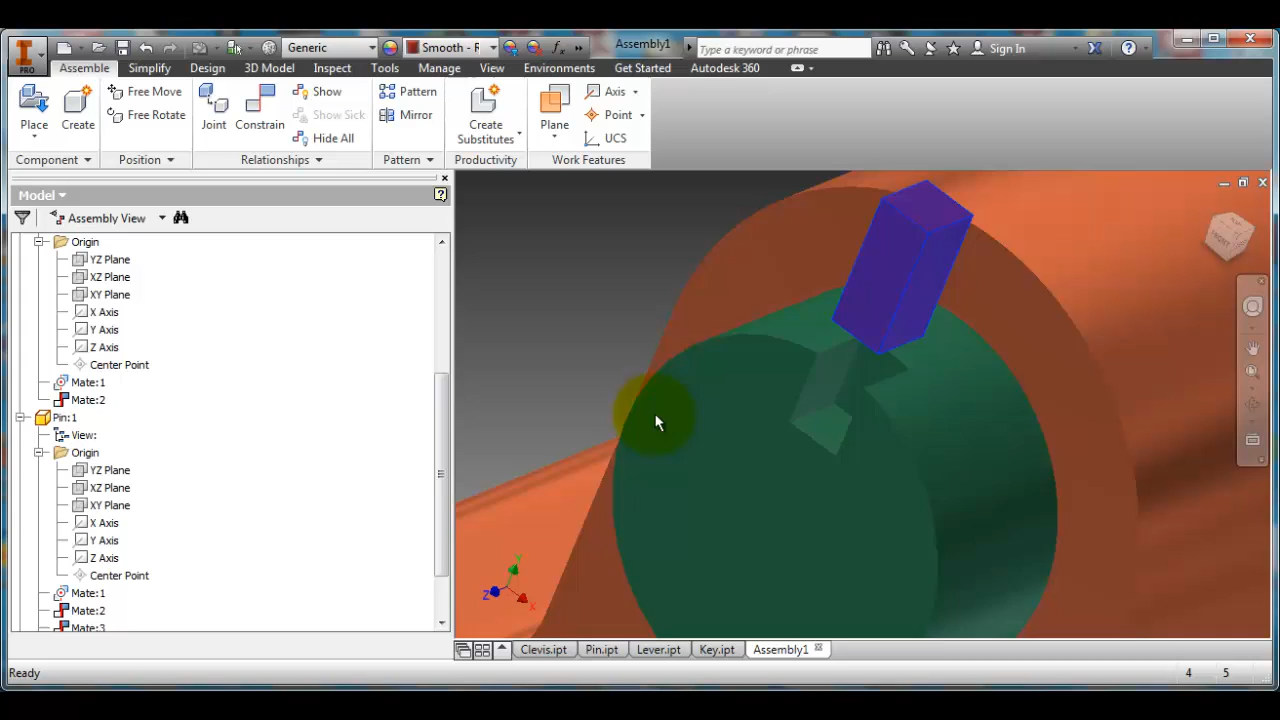 PRO
Generic
Smooth - R
Assembly1
Type a keyword or phrase
Sign In
Assemble Simplify Design 3D Model Inspect Tools Manage View Environments Get Started Autodesk 360
Place
Create
Free Move
Free Rotate
Joint
Constrain
Show
Show Sick
Hide All
Pattern
Mirror
Create
Substitutes
Plane
Axis
Point
UCS
Component Position Relationships Pattern Productivity Work Features
Model
Assembly View
Origin
YZ Plane
XZ Plane
XY Plane
X Axis
Y Axis
Z Axis
Center Point
Mate:1
Mate:2
Pin:1
View:
Origin
YZ Plane
XZ Plane
XY Plane
X Axis
Y Axis
Z Axis
Center Point
Mate:1
Mate:2
Mate:3
FRONT
Y
Z
X
Clevis.ipt Pin.ipt Lever.ipt Key.ipt Assembly1
Ready
4 5